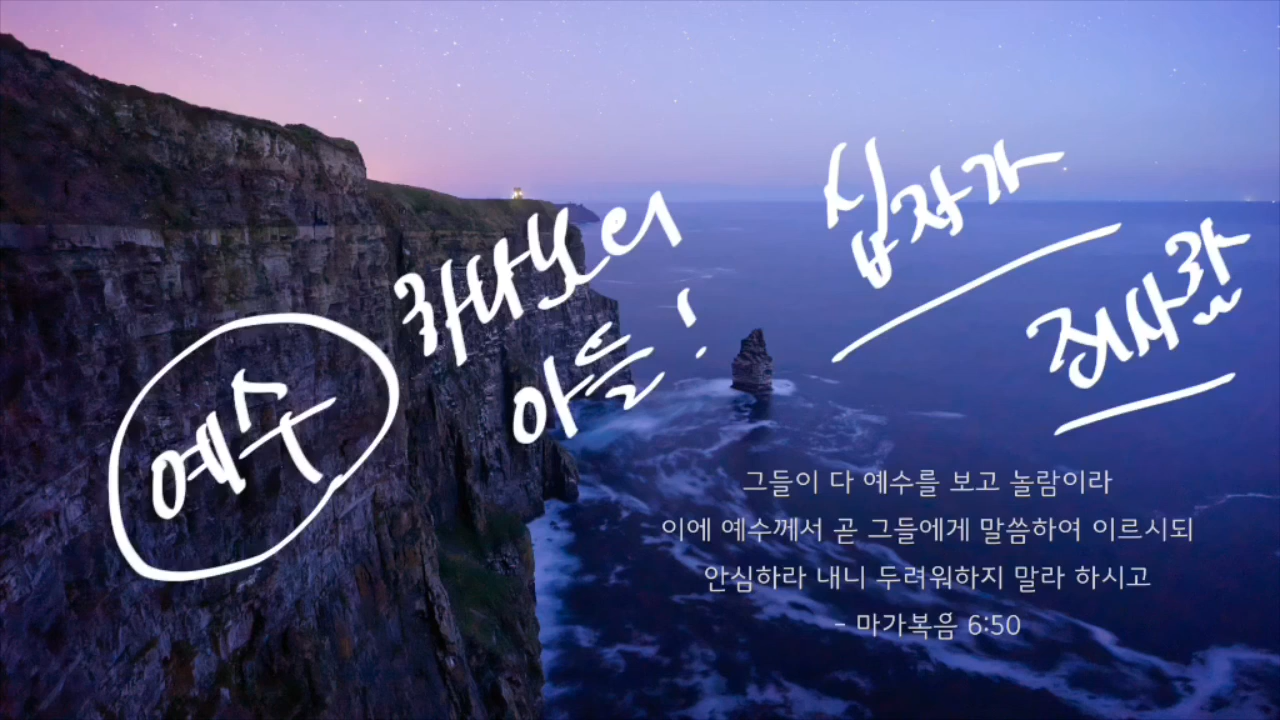 예수
하나님의
아들!
십자가
죄사함
그들이 다 예수를 보고 놀람이라
이에 예수께서 곧 그들에게 말씀하여 이르시되
안심하라 내니 두려워하지 말라 하시고
- 마가복음 6:50